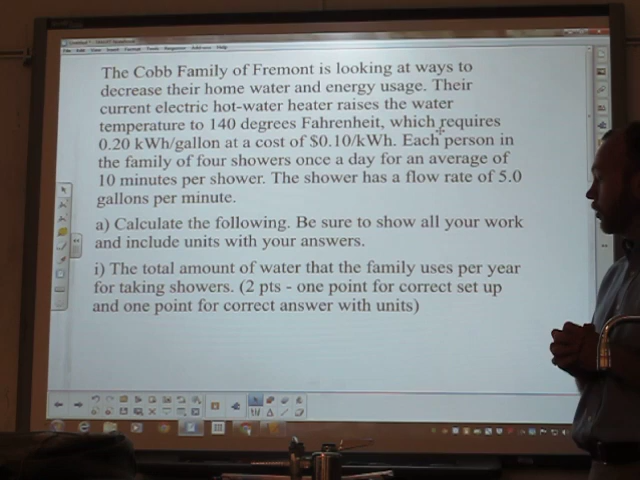 The Cobb Family of Fremont is looking at ways to
decrease their home water and energy usage. Their
current electric hot-water heater raises the water
temperature to 140 degrees Fahrenheit, which requires
0.20 kWh/gallon at a cost of $0.10/kWh. Each person in
the family of four showers once a day for an average of
10 minutes per shower. The shower has a flow rate of 5.0
gallons per minute.
a) Calculate the following. Be sure to show all your work
and include units with your answers.
i) The total amount of water that the family uses per year
for taking showers. (2 pts - one point for correct set up
and one point for correct answer with units)